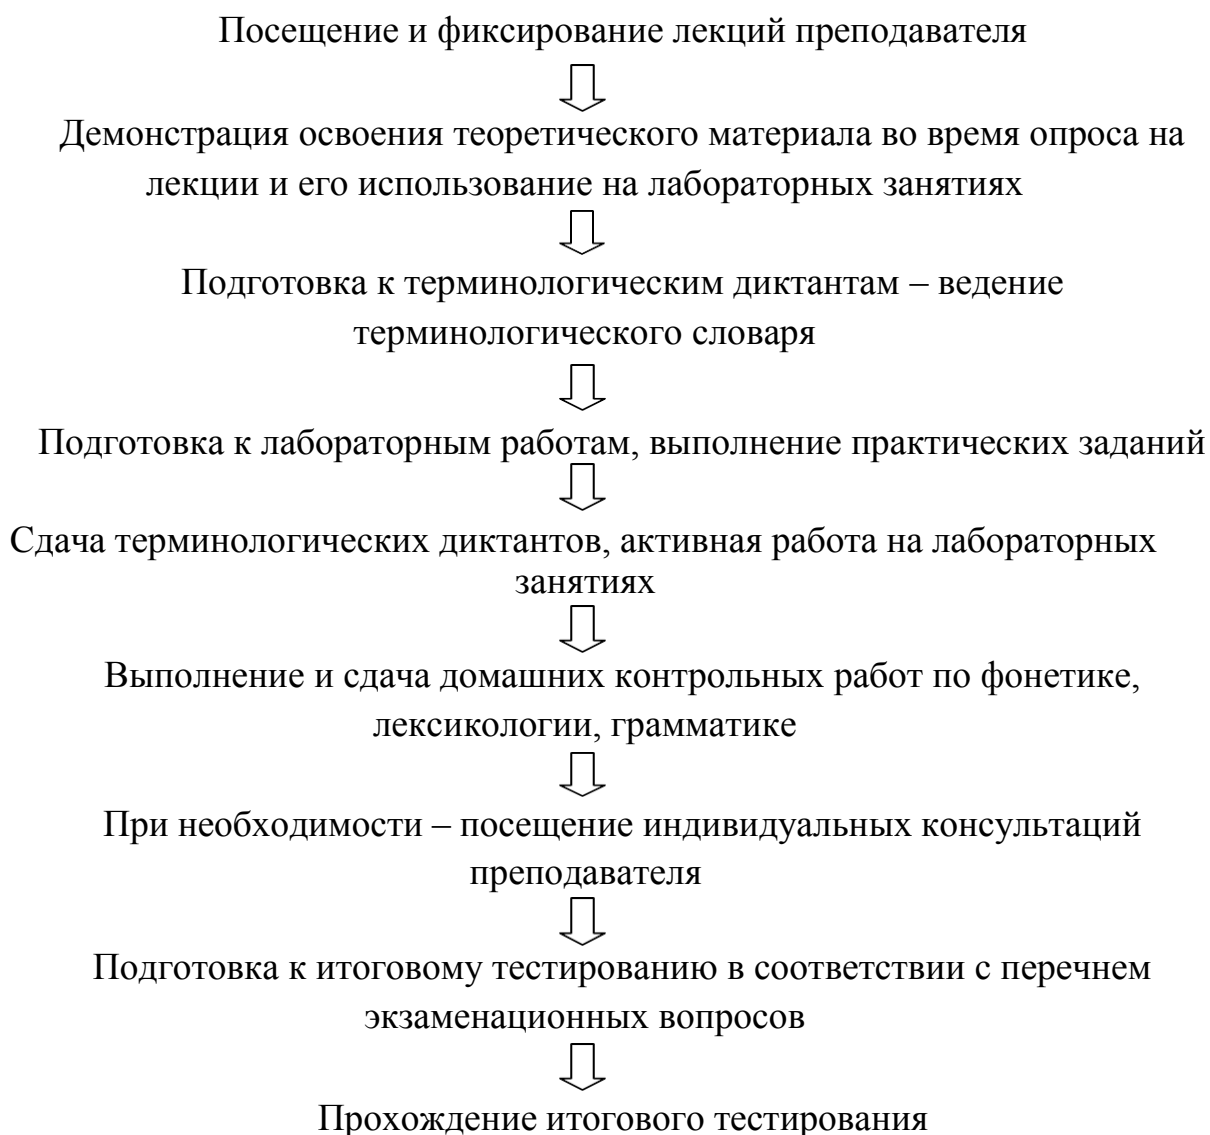 Посещение и фиксирование лекций преподавателя
Демонстрация освоения теоретического материала во время опроса на
лекции и его использование на лабораторных занятиях
Подготовка к терминологическим диктантам – ведение
терминологического словаря
Подготовка к лабораторным работам, выполнение практических заданий
Сдача терминологических диктантов, активная работа на лабораторных
занятиях
Выполнение и сдача домашних контрольных работ по фонетике,
лексикологии, грамматике
При необходимости – посещение индивидуальных консультаций
преподавателя
Подготовка к итоговому тестированию в соответствии с перечнем
экзаменационных вопросов
Прохождение итогового тестирования